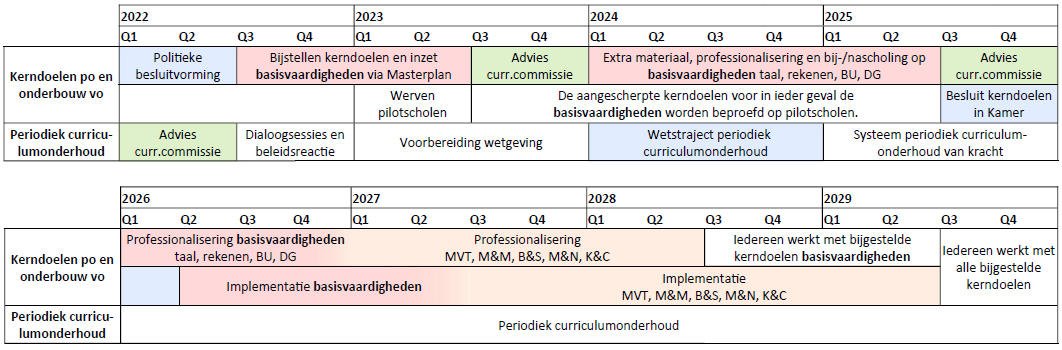 2022 2023 2024 2025
Q1 Q2 Q3 Q4 Q1 Q2 Q3 Q4 Q1 Q2 Q3 Q4 Q1 Q2 Q3 Q4
Kerndoelen po en
onderbouw vo
Politieke
besluitvorming
Bijstellen kerndoelen en inzet
basisvaardigheden via Masterplan
Advies
curr.commissie
Extra materiaal, professionalisering en bij-/nascholing op
basisvaardigheden taal, rekenen, BU, DG
Advies
curr.commissie
Werven
pilotscholen
De aangescherpte kerndoelen voor in ieder geval de
basisvaardigheden worden beproefd op pilotscholen.
Besluit kerndoelen
in Kamer
Periodiek curricu-
lumonderhoud
Advies
curr.commissie
Dialoogsessies en
beleidsreactie
Voorbereiding wetgeving
Wetstraject periodiek
curriculumonderhoud
Systeem periodiek curriculum-
onderhoud van kracht
2026 2027 2028 2029
Q1 Q2 Q3 Q4 Q1 Q2 Q3 Q4 Q1 Q2 Q3 Q4 Q1 Q2 Q3 Q4
Kerndoelen po en
onderbouw vo
Professionalisering basisvaardigheden
taal, rekenen, BU, DG
Professionalisering
MVT, M&M, B&S, M&N, K&C
Iedereen werkt met bijgestelde
kerndoelen basisvaardigheden
Iedereen werkt met
alle bijgestelde
kerndoelen
Implementatie basisvaardigheden
Implementatie
MVT, M&M, B&S, M&N, K&C
Periodiek curricu-
lumonderhoud
Periodiek curriculumonderhoud